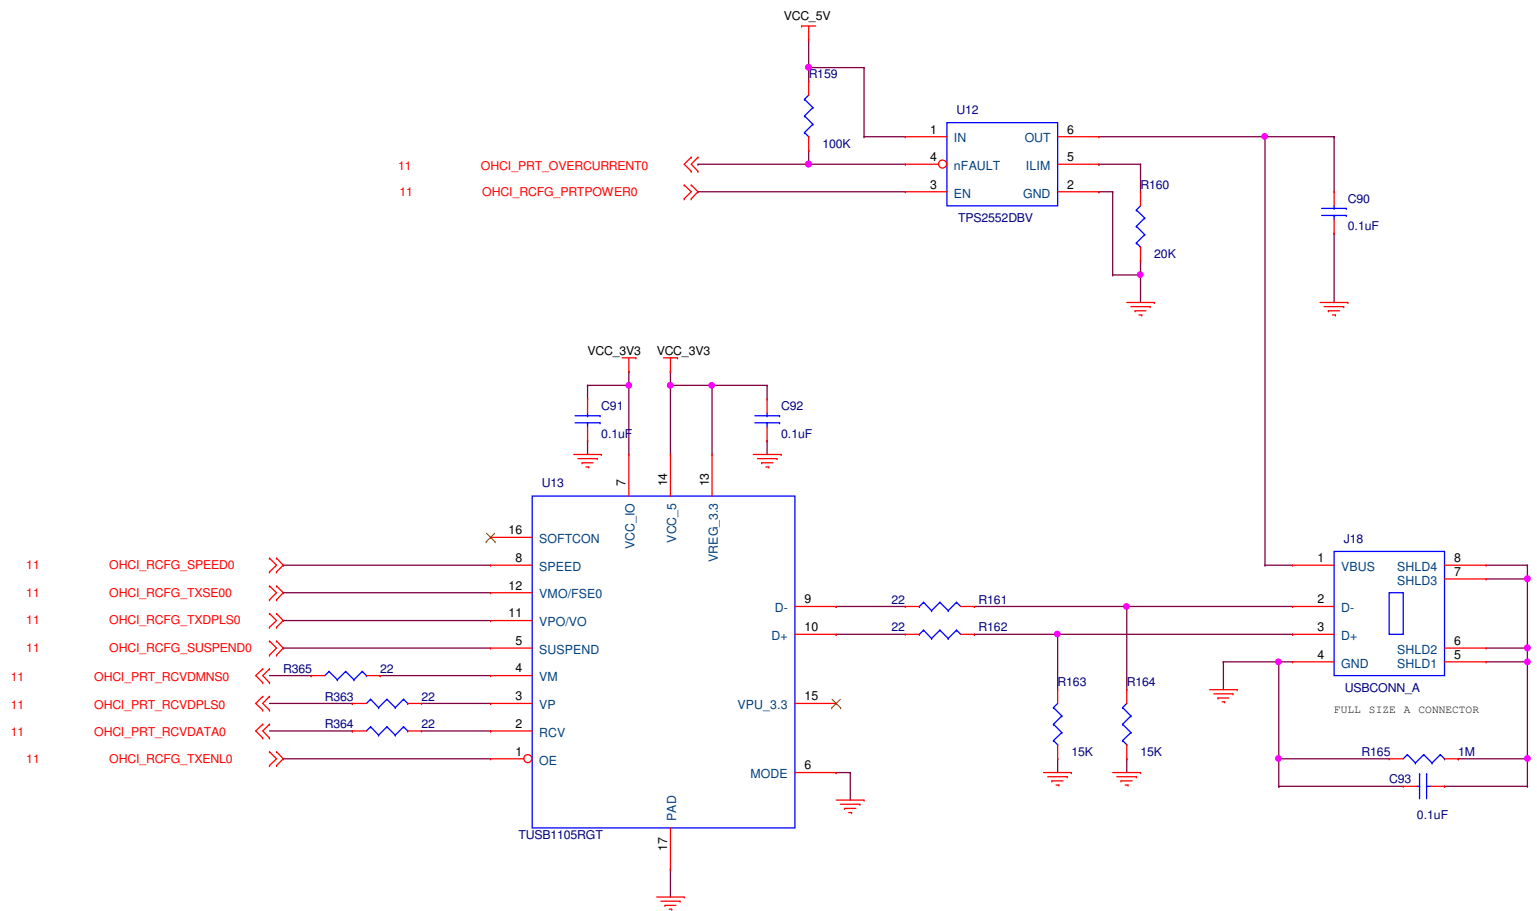 VCC_5V
R159
100K
U12
1 IN OUT 6
11 OHCI_PRT_OVERCURRENT0 4 nFAULT ILIM 5
11 OHCI_RCFG_PRTPOWER0 3 EN GND 2
TPS2552DBV
R160
20K
C90
0.1uF
VCC_3V3 VCC_3V3
C91 C92
0.1uF 0.1uF
U13
7 14 13
VCC_IO VCC_5 VREG_3.3
16 SOFTCON
11 OHCI_RCFG_SPEED0 8 SPEED
11 OHCI_RCFG_TXSE00 12 VMO/FSE0
11 OHCI_RCFG_TXDPLS0 11 VPO/VO
11 OHCI_RCFG_SUSPEND0 5 SUSPEND
11 OHCI_PRT_RCVDMNS0 R365 22 4 VM
11 OHCI_PRT_RCVDPLS0 R363 22 3 VP
11 OHCI_PRT_RCVDATA0 R364 22 2 RCV
11 OHCI_RCFG_TXENL0 1 OE
D- 9 22 R161
D+ 10 22 R162
VPU_3.3 15
MODE 6
PAD
17
TUSB1105RGT
R163 R164
15K 15K
J18
1 VBUS SHLD4 8
SHLD3 7
2 D-
3 D+
SHLD2 6
4 GND SHLD1 5
USBCONN_A
FULL SIZE A CONNECTOR
R165 1M
C93
0.1uF